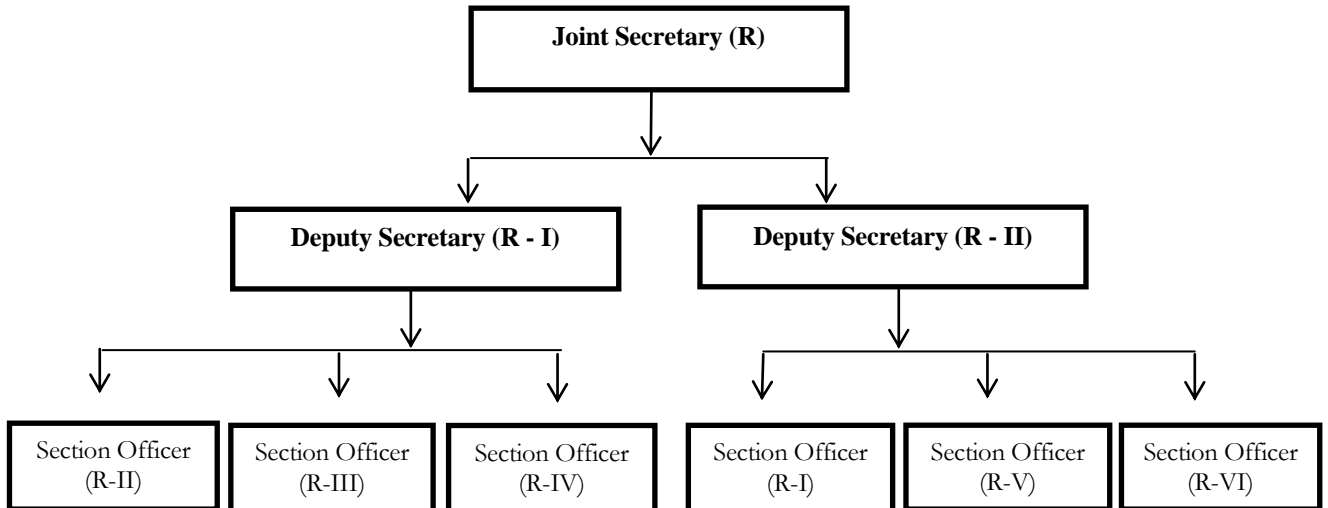 Joint Secretary (R)
Deputy Secretary (R - I)
Deputy Secretary (R - II)
Section Officer
(R-II)
Section Officer
(R-III)
Section Officer
(R-IV)
Section Officer
(R-I)
Section Officer
(R-V)
Section Officer
(R-VI)